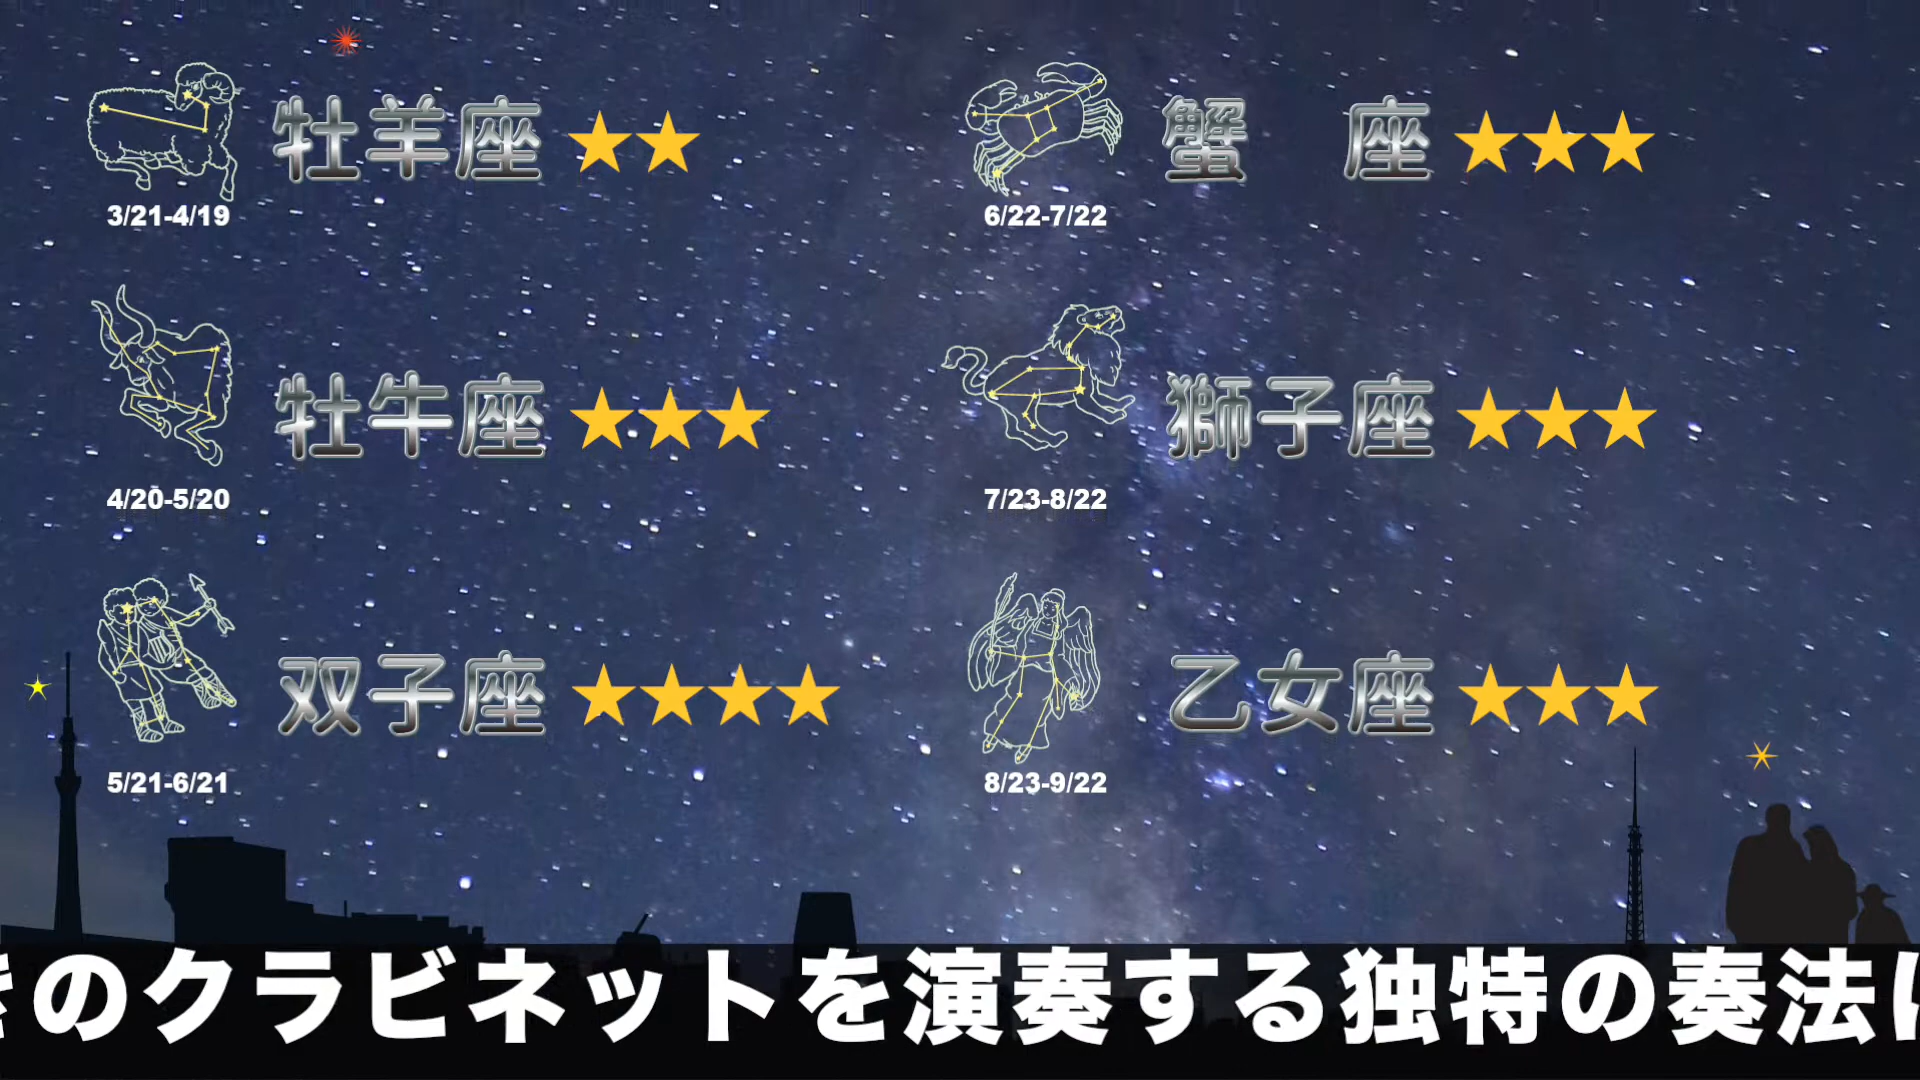 牡羊座 ★★
3/21-4/19
牡牛座 ★★★
4/20-5/20
双子座 ★★★★
5/21-6/21
蟹 座 ★★★
6/22-7/22
獅子座 ★★★
7/23-8/22
乙女座 ★★★
8/23-9/22
のクラビネットを演奏する独特の奏法